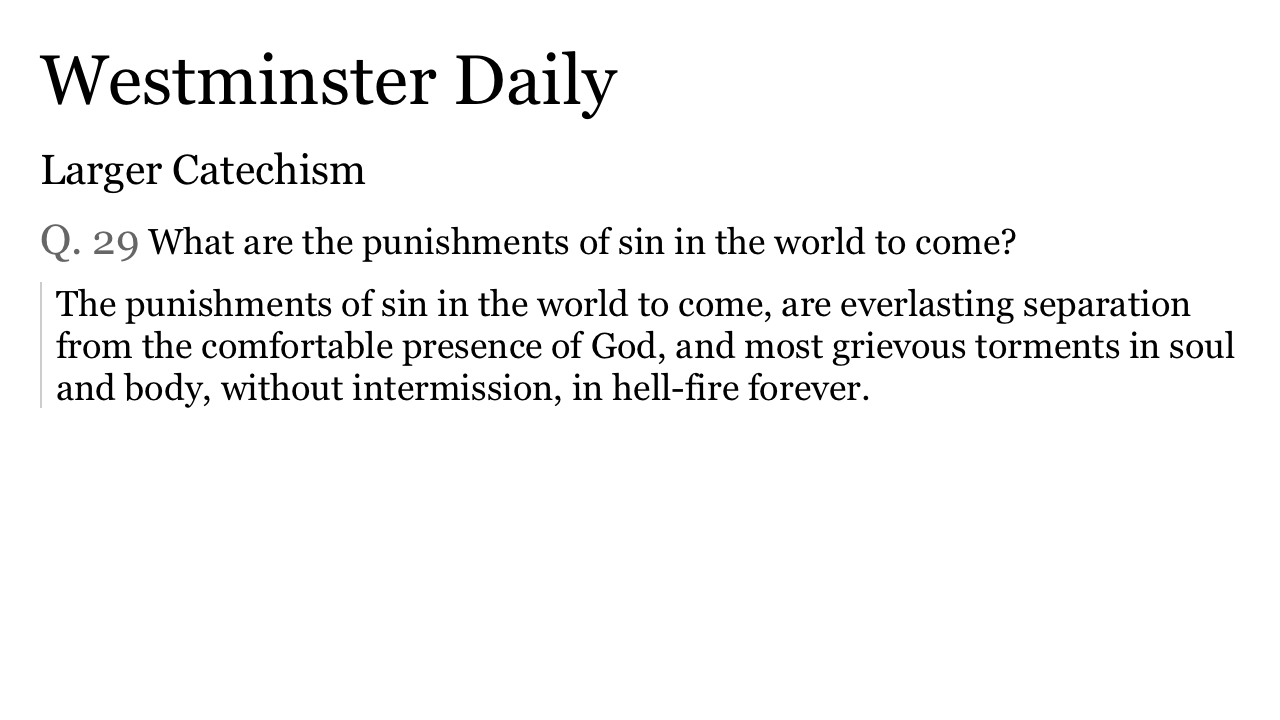 Westminster Daily
Larger Catechism
Q. 29 What are the punishments of sin in the world to come?
The punishments of sin in the world to come, are everlasting separation
from the comfortable presence of God, and most grievous torments in soul
and body, without intermission, in hell-fire forever.